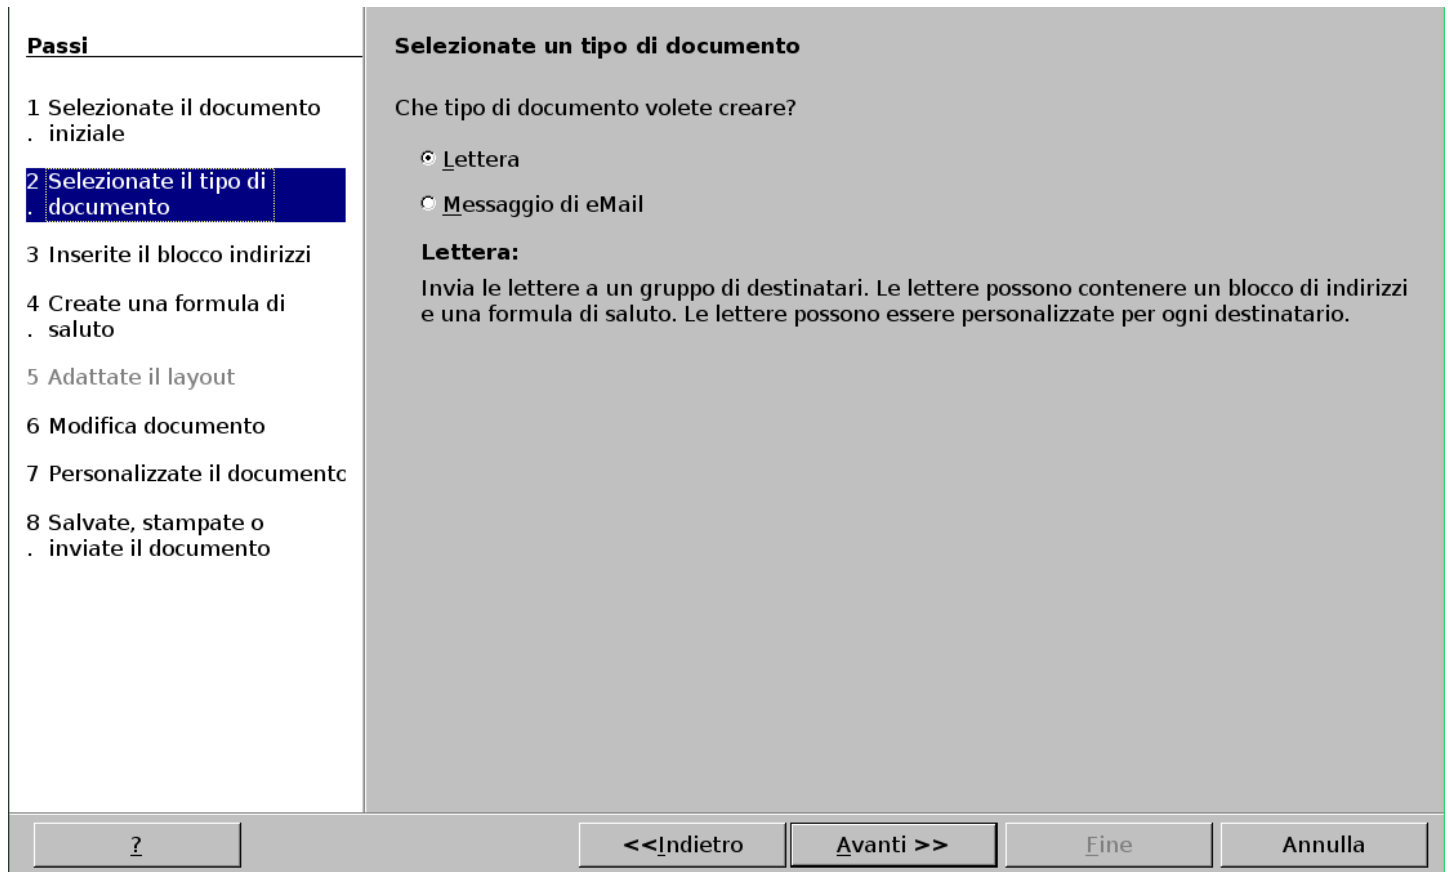 Passi
1 Selezionate il documento
. iniziale
2 Selezionate il tipo di
. documento
3 Inserite il blocco indirizzi
4 Create una formula di
. saluto
5 Adattate il layout
6 Modifica documento
7 Personalizzate il documento
8 Salvate, stampate o
. inviate il documento
Selezionate un tipo di documento
Che tipo di documento volete creare?
Lettera
Messaggio di eMail
Lettera:
Invia le lettere a un gruppo di destinatari. Le lettere possono contenere un blocco di indirizzi
e una formula di saluto. Le lettere possono essere personalizzate per ogni destinatario.
? <<Indietro Avanti >> Fine Annulla